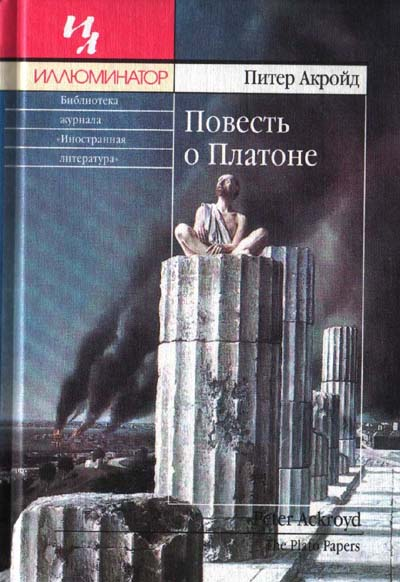 ИЛ
ИЛЛЮМИНАТОР
Питер Акройд
Библиотека
журнала
«Иностранная
литература»
Повесть
о Платоне
Peter Ackroyd
The Plato Papers